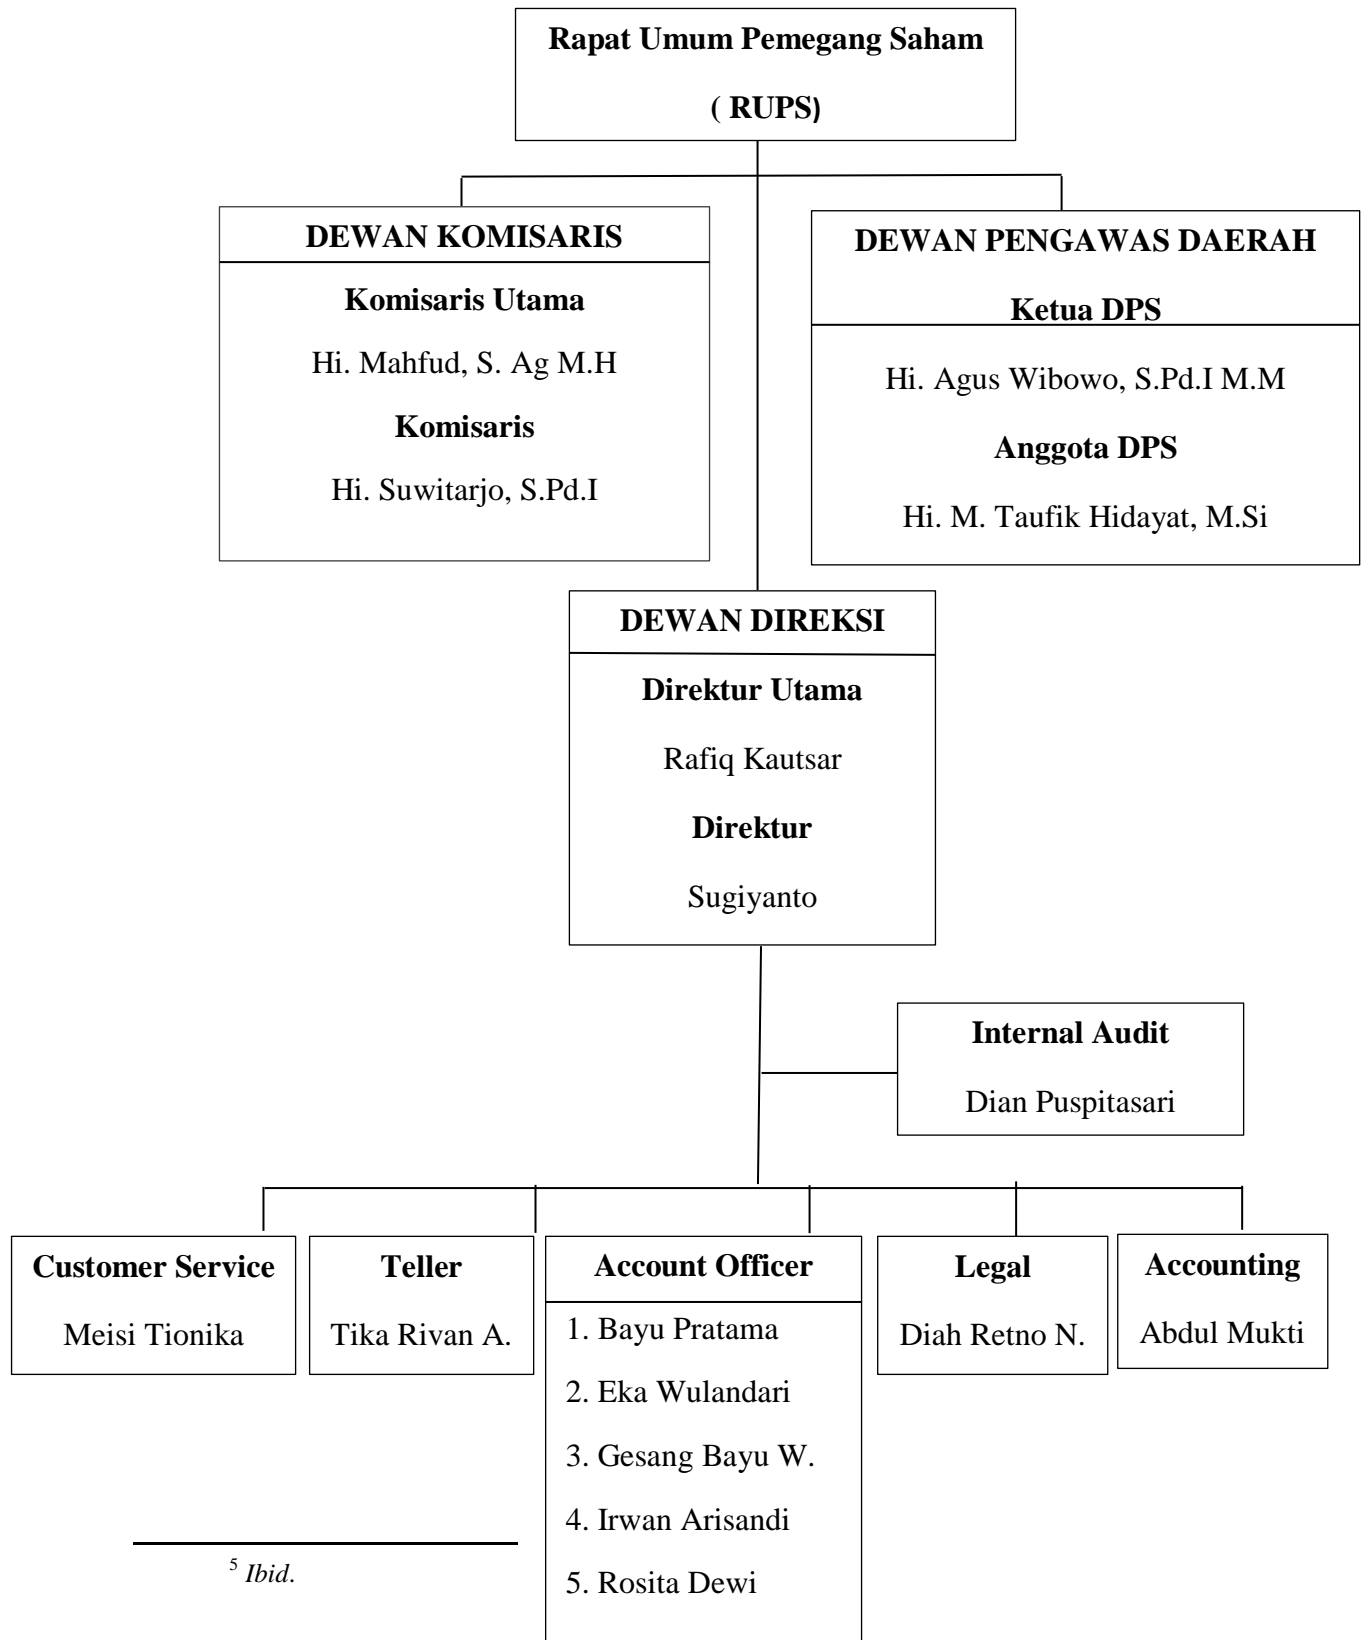 Rapat Umum Pemegang Saham
( RUPS)
DEWAN KOMISARIS
Komisaris Utama
Hi. Mahfud, S. Ag M.H
Komisaris
Hi. Suwitarjo, S.Pd.I
DEWAN PENGAWAS DAERAH
Ketua DPS
Hi. Agus Wibowo, S.Pd.I M.M
Anggota DPS
Hi. M. Taufik Hidayat, M.Si
DEWAN DIREKSI
Direktur Utama
Rafiq Kautsar
Direktur
Sugiyanto
Internal Audit
Dian Puspitasari
Customer Service
Meisi Tionika
Teller
Tika Rivan A.
Account Officer
1. Bayu Pratama
2. Eka Wulandari
3. Gesang Bayu W.
4. Irwan Arisandi
5. Rosita Dewi
Legal
Diah Retno N.
Accounting
Abdul Mukti
5 Ibid.